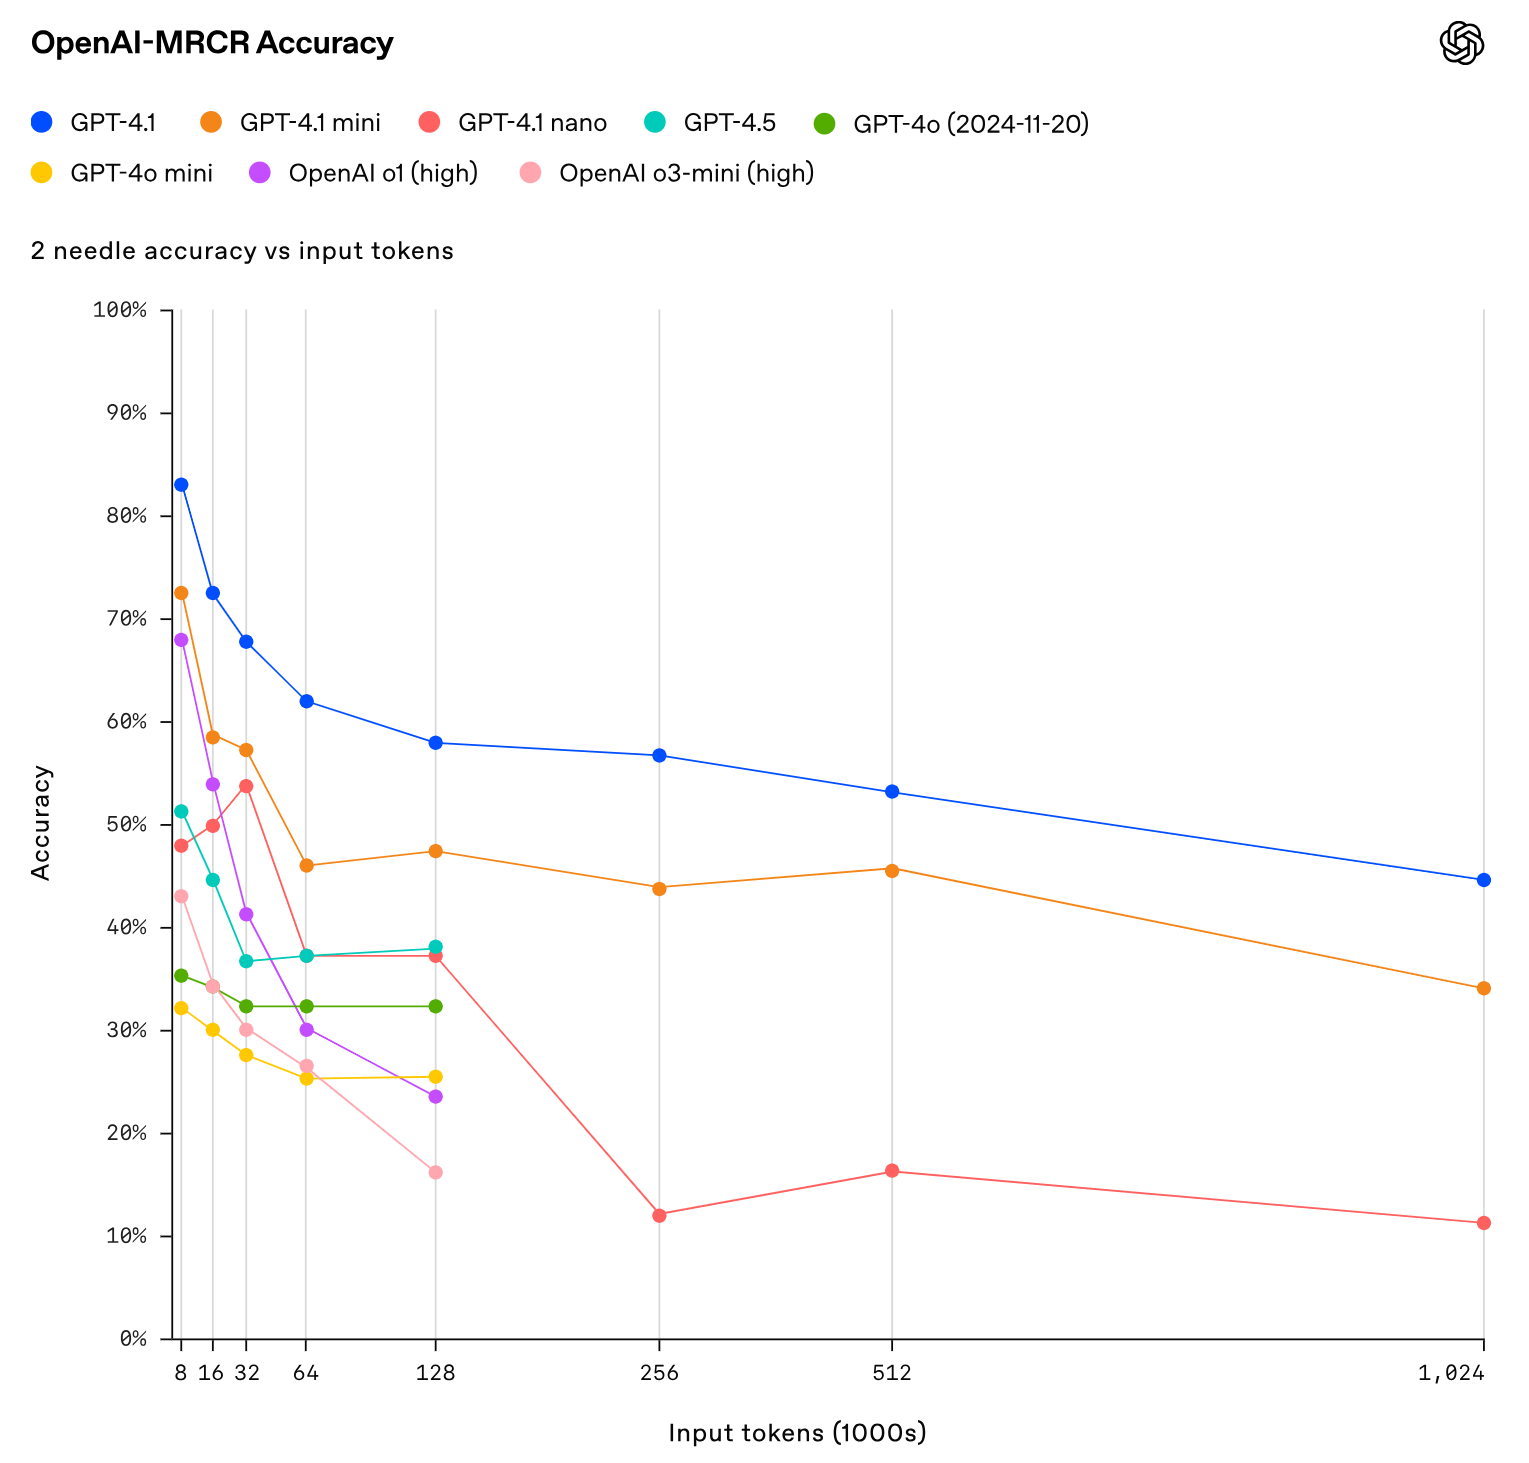 OpenAI-MRCR Accuracy
GPT-4.1 GPT-4.1 mini GPT-4.1 nano GPT-4.5 GPT-4o (2024-11-20)
GPT-4o mini OpenAI o1 (high) OpenAI o3-mini (high)
2 needle accuracy vs input tokens
100%
90%
80%
70%
60%
50%
40%
30%
20%
10%
0%
Accuracy
8 16 32 64 128 256 512 1,024
Input tokens (1000s)